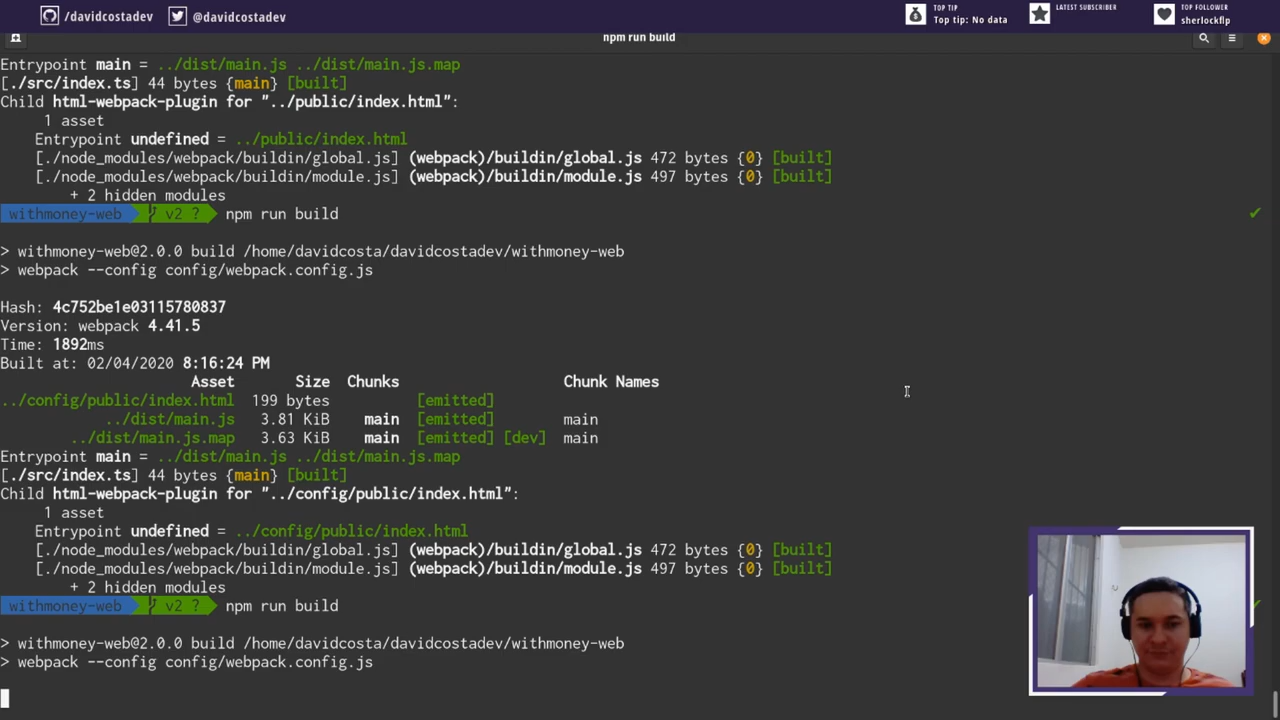 /davidcostadev @davidcostadev
TOP TIP
Top tip: No data
LATEST SUBSCRIBER
TOP FOLLOWER
sherlockflp
npm run build
Entrypoint main = ../dist/main.js ../dist/main.js.map
[./src/index.ts] 44 bytes {main} [built]
Child html-webpack-plugin for "../public/index.html":
1 asset
Entrypoint undefined = ../public/index.html
[./node_modules/webpack/buildin/global.js] (webpack)/buildin/global.js 472 bytes {0} [built]
[./node_modules/webpack/buildin/module.js] (webpack)/buildin/module.js 497 bytes {0} [built]
+ 2 hidden modules
withmoney-web v2 ? npm run build ✔
> withmoney-web@2.0.0 build /home/davidcosta/davidcostadev/withmoney-web
> webpack --config config/webpack.config.js
Hash: 4c752be1e03115780837
Version: webpack 4.41.5
Time: 1892ms
Built at: 02/04/2020 8:16:24 PM
Asset Size Chunks Chunk Names
../config/public/index.html 199 bytes [emitted]
../dist/main.js 3.81 KiB main [emitted] main
../dist/main.js.map 3.63 KiB main [emitted] [dev] main
Entrypoint main = ../dist/main.js ../dist/main.js.map
[./src/index.ts] 44 bytes {main} [built]
Child html-webpack-plugin for "../config/public/index.html":
1 asset
Entrypoint undefined = ../config/public/index.html
[./node_modules/webpack/buildin/global.js] (webpack)/buildin/global.js 472 bytes {0} [built]
[./node_modules/webpack/buildin/module.js] (webpack)/buildin/module.js 497 bytes {0} [built]
+ 2 hidden modules
withmoney-web v2 ? npm run build
> withmoney-web@2.0.0 build /home/davidcosta/davidcostadev/withmoney-web
> webpack --config config/webpack.config.js